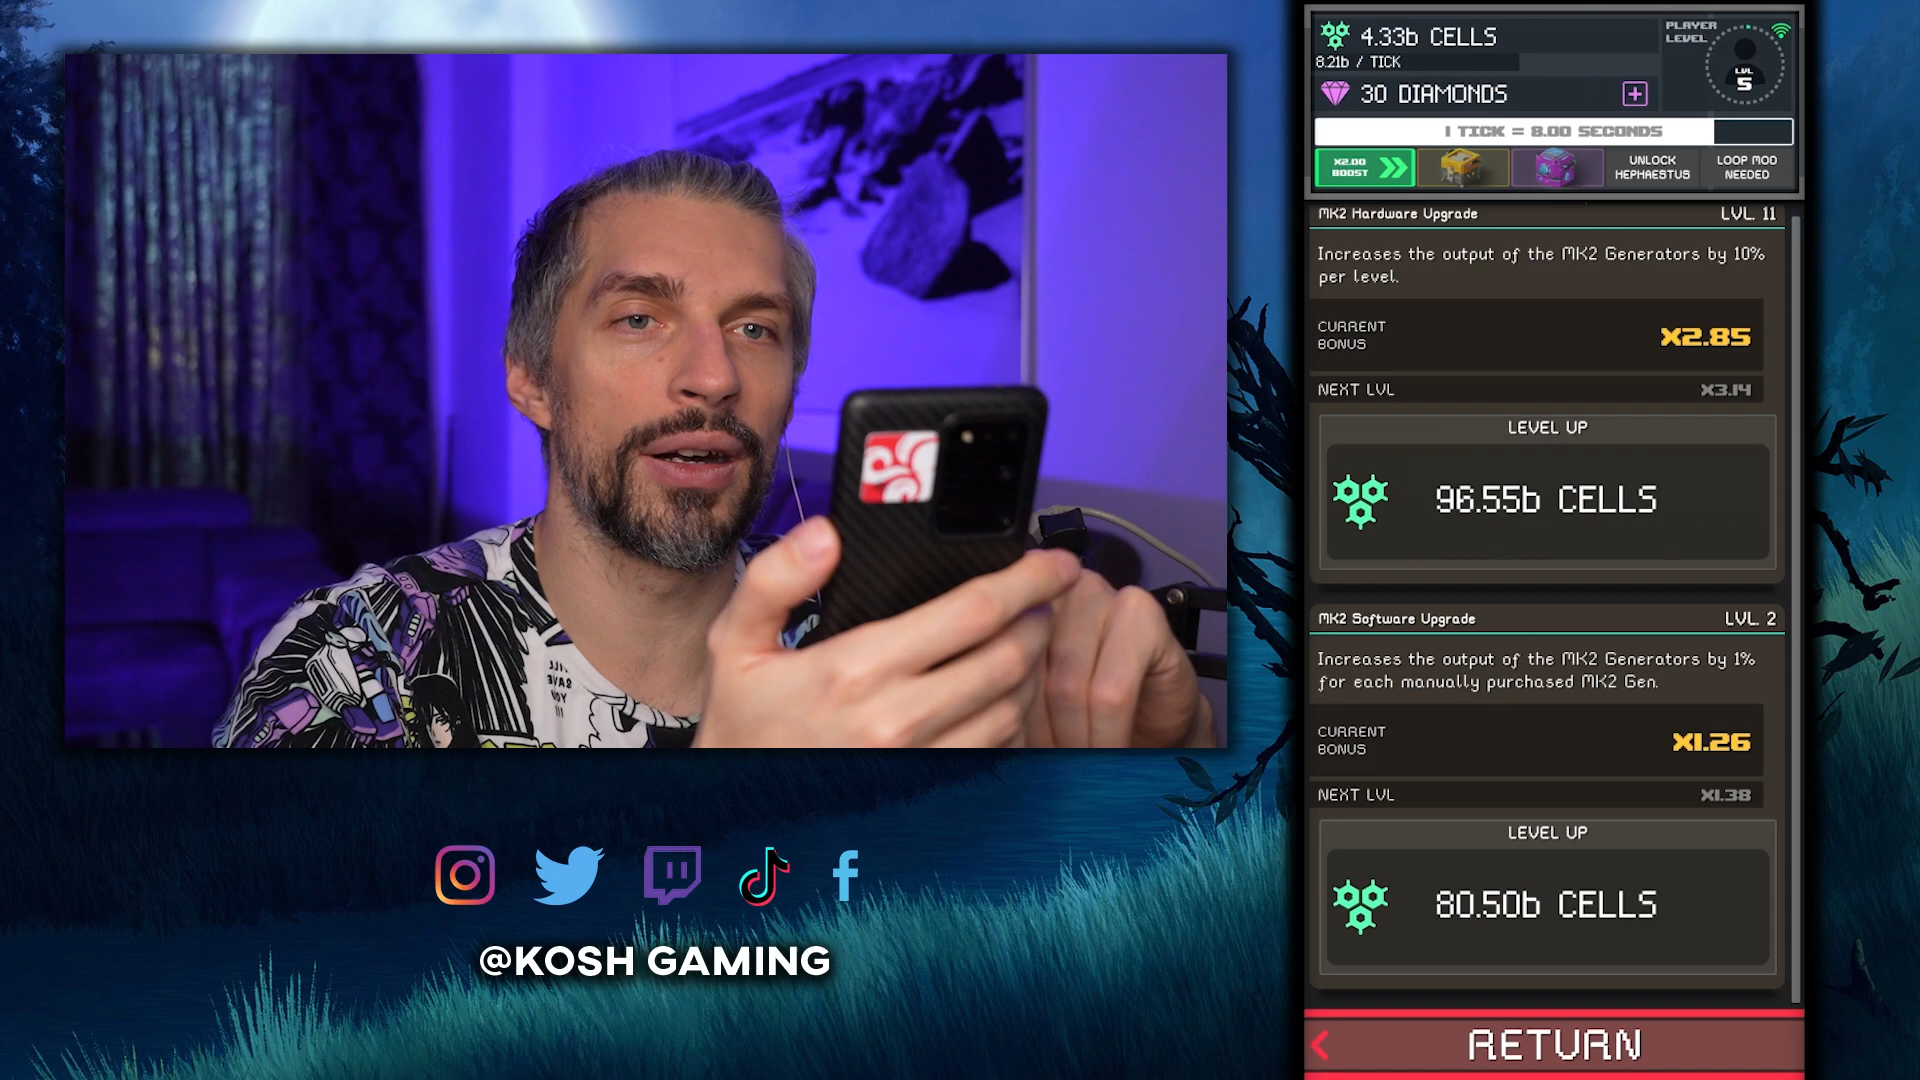 4.33b CELLS
8.21b / TICK
30 DIAMONDS
PLAYER
LEVEL
LVL
5
1 TICK = 8.00 SECONDS
X2.00
BOOST
UNLOCK
HEPHAESTUS
LOOP MOD
NEEDED
MK2 Hardware Upgrade
LVL. 11
Increases the output of the MK2 Generators by 10%
per level.
CURRENT
BONUS
X2.85
NEXT LVL
X3.14
LEVEL UP
96.55b CELLS
MK2 Software Upgrade
LVL. 2
Increases the output of the MK2 Generators by 1%
for each manually purchased MK2 Gen.
CURRENT
BONUS
X1.26
NEXT LVL
X1.38
LEVEL UP
80.50b CELLS
RETURN
@KOSH GAMING